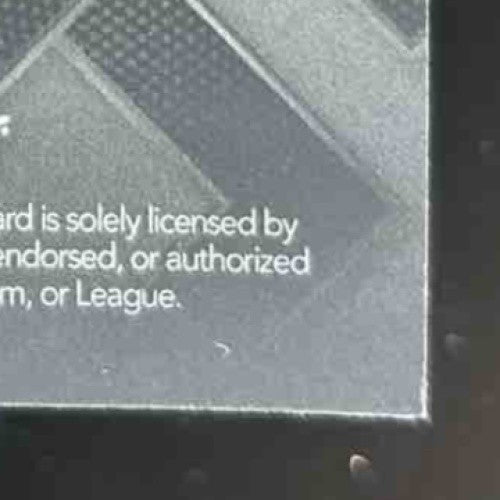 ard is solely licensed by
endorsed, or authorized
m, or League.